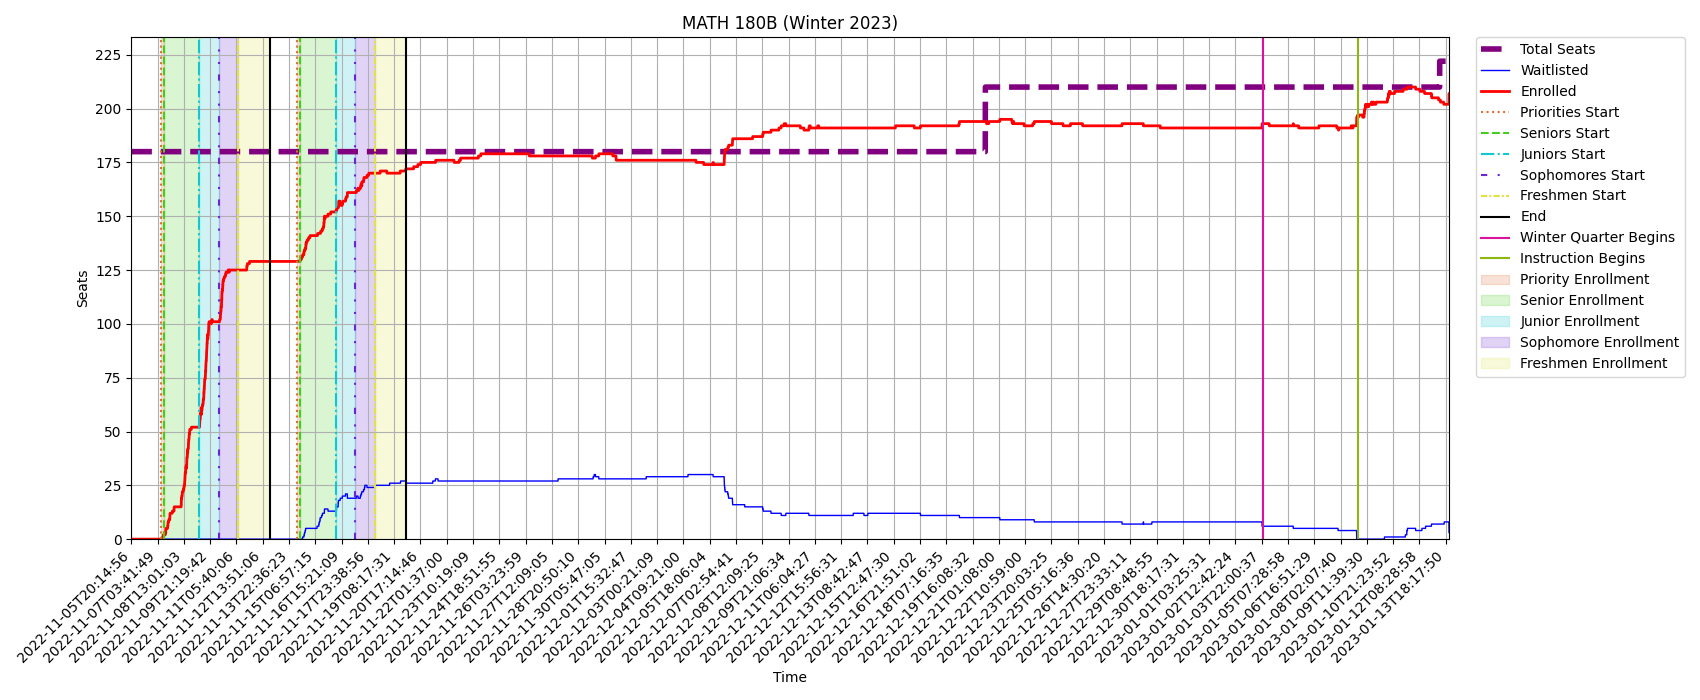 MATH 180B (Winter 2023)
Seats
225
200
175
150
125
100
75
50
25
0
2022-11-05T20:14:56
2022-11-07T03:41:49
2022-11-08T13:01:03
2022-11-09T21:19:42
2022-11-11T05:40:06
2022-11-12T13:51:06
2022-11-13T22:36:23
2022-11-15T06:57:15
2022-11-16T15:21:09
2022-11-17T23:38:56
2022-11-19T08:17:31
2022-11-20T17:14:46
2022-11-22T01:37:00
2022-11-23T10:19:09
2022-11-24T18:51:55
2022-11-26T03:23:59
2022-11-27T12:09:05
2022-11-28T20:50:10
2022-11-30T05:47:05
2022-12-01T15:32:47
2022-12-03T00:21:09
2022-12-04T09:21:00
2022-12-05T18:06:04
2022-12-07T02:54:41
2022-12-08T12:09:25
2022-12-09T21:06:34
2022-12-11T06:04:27
2022-12-12T15:56:31
2022-12-13T08:42:47
2022-12-15T12:47:30
2022-12-16T21:51:02
2022-12-18T07:16:35
2022-12-19T16:08:32
2022-12-21T01:08:00
2022-12-22T10:59:00
2022-12-23T20:03:25
2022-12-25T05:16:36
2022-12-26T14:30:20
2022-12-27T23:33:11
2022-12-29T08:48:55
2022-12-30T18:17:31
2023-01-01T03:25:31
2023-01-02T12:42:24
2023-01-03T22:00:37
2023-01-05T07:28:58
2023-01-06T16:51:29
2023-01-08T02:07:40
2023-01-09T11:39:30
2023-01-10T21:23:52
2023-01-12T08:28:58
2023-01-13T18:17:50
Time
Total Seats
Waitlisted
Enrolled
Priorities Start
Seniors Start
Juniors Start
Sophomores Start
Freshmen Start
End
Winter Quarter Begins
Instruction Begins
Priority Enrollment
Senior Enrollment
Junior Enrollment
Sophomore Enrollment
Freshmen Enrollment